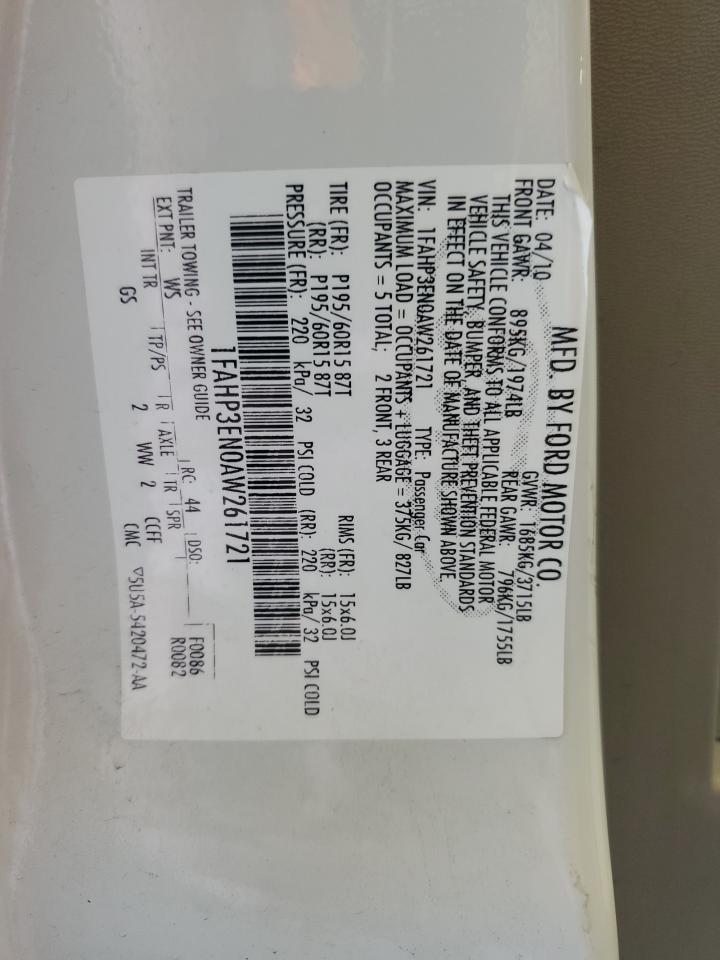 MFD. BY FORD MOTOR CO.
DATE: 04/10 GVWR: 1685KG/3715LB
FRONT GAWR: 895KG/1974LB REAR GAWR: 796KG/1755LB
THIS VEHICLE CONFORMS TO ALL APPLICABLE FEDERAL MOTOR
VEHICLE SAFETY, BUMPER, AND THEFT PREVENTION STANDARDS
IN EFFECT ON THE DATE OF MANUFACTURE SHOWN ABOVE.
VIN: 1FAHP3EN0AW261721 TYPE: Passenger Car
MAXIMUM LOAD = OCCUPANTS + LUGGAGE = 375KG/827LB
OCCUPANTS = 5 TOTAL; 2 FRONT, 3 REAR
TIRE (FR): P195/60R15 87T RIMS (FR): 15x6.0J
(RR): P195/60R15 87T (RR): 15x6.0J
PRESSURE (FR): 220 kPa/ 32 PSI COLD (RR): 220 kPa/ 32 PSI COLD
1FAHP3EN0AW261721
TRAILER TOWING - SEE OWNER GUIDE
F0086
EXT PNT: WS RC: 44 DSO: R0082
INT TR TP/PS R AXLE TR SPR
GS 2 WW 2 CCFF
CMC ▽5U5A-5420472-AA